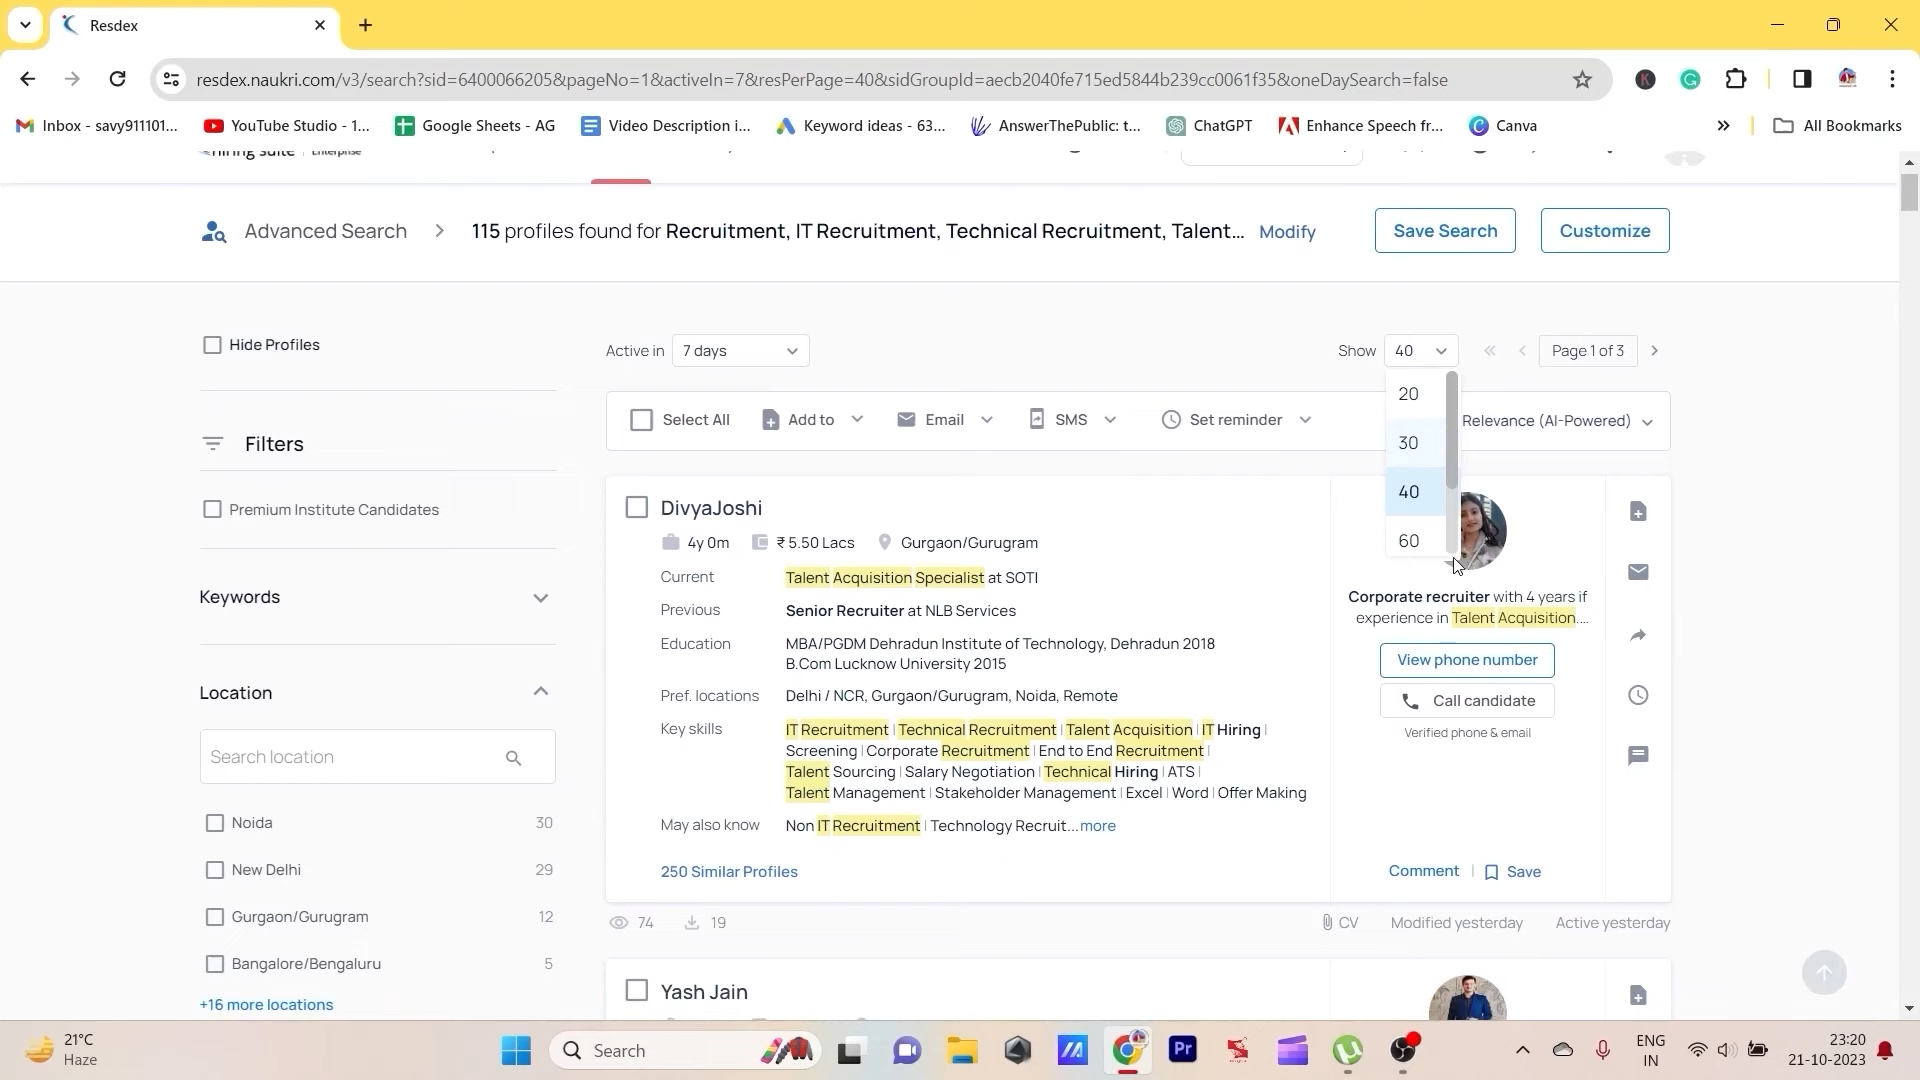 Resdex
resdex.naukri.com/v3/search?sid=6400066205&pageNo=1&activeIn=7&resPerPage=40&sidGroupId=aecb2040fe715ed5844b239cc0061f35&oneDaySearch=false
Inbox - savy911101... YouTube Studio - 1... Google Sheets - AG Video Description i... Keyword ideas - 63... AnswerThePublic: t... ChatGPT Enhance Speech fr... Canva » All Bookmarks
hiring suite Enterprise
Advanced Search > 115 profiles found for Recruitment, IT Recruitment, Technical Recruitment, Talent... Modify Save Search Customize
Hide Profiles
Active in 7 days Show 40 Page 1 of 3
20
30
40
60
Select All Add to Email SMS Set reminder Relevance (AI-Powered)
Filters
Premium Institute Candidates
Keywords
Location
Search location
Noida 30
New Delhi 29
Gurgaon/Gurugram 12
Bangalore/Bengaluru 5
+16 more locations
DivyaJoshi
4y 0m ₹ 5.50 Lacs Gurgaon/Gurugram
Current Talent Acquisition Specialist at SOTI
Previous Senior Recruiter at NLB Services
Education MBA/PGDM Dehradun Institute of Technology, Dehradun 2018
B.Com Lucknow University 2015
Pref. locations Delhi / NCR, Gurgaon/Gurugram, Noida, Remote
Key skills IT Recruitment | Technical Recruitment | Talent Acquisition | IT Hiring |
Screening | Corporate Recruitment | End to End Recruitment |
Talent Sourcing | Salary Negotiation | Technical Hiring | ATS |
Talent Management | Stakeholder Management | Excel | Word | Offer Making
May also know Non IT Recruitment | Technology Recruit...more
250 Similar Profiles
Corporate recruiter with 4 years if
experience in Talent Acquisition....
View phone number
Call candidate
Verified phone & email
Comment | Save
74 19 CV Modified yesterday Active yesterday
Yash Jain
21°C
Haze
Search
Pr
ENG
IN
23:20
21-10-2023